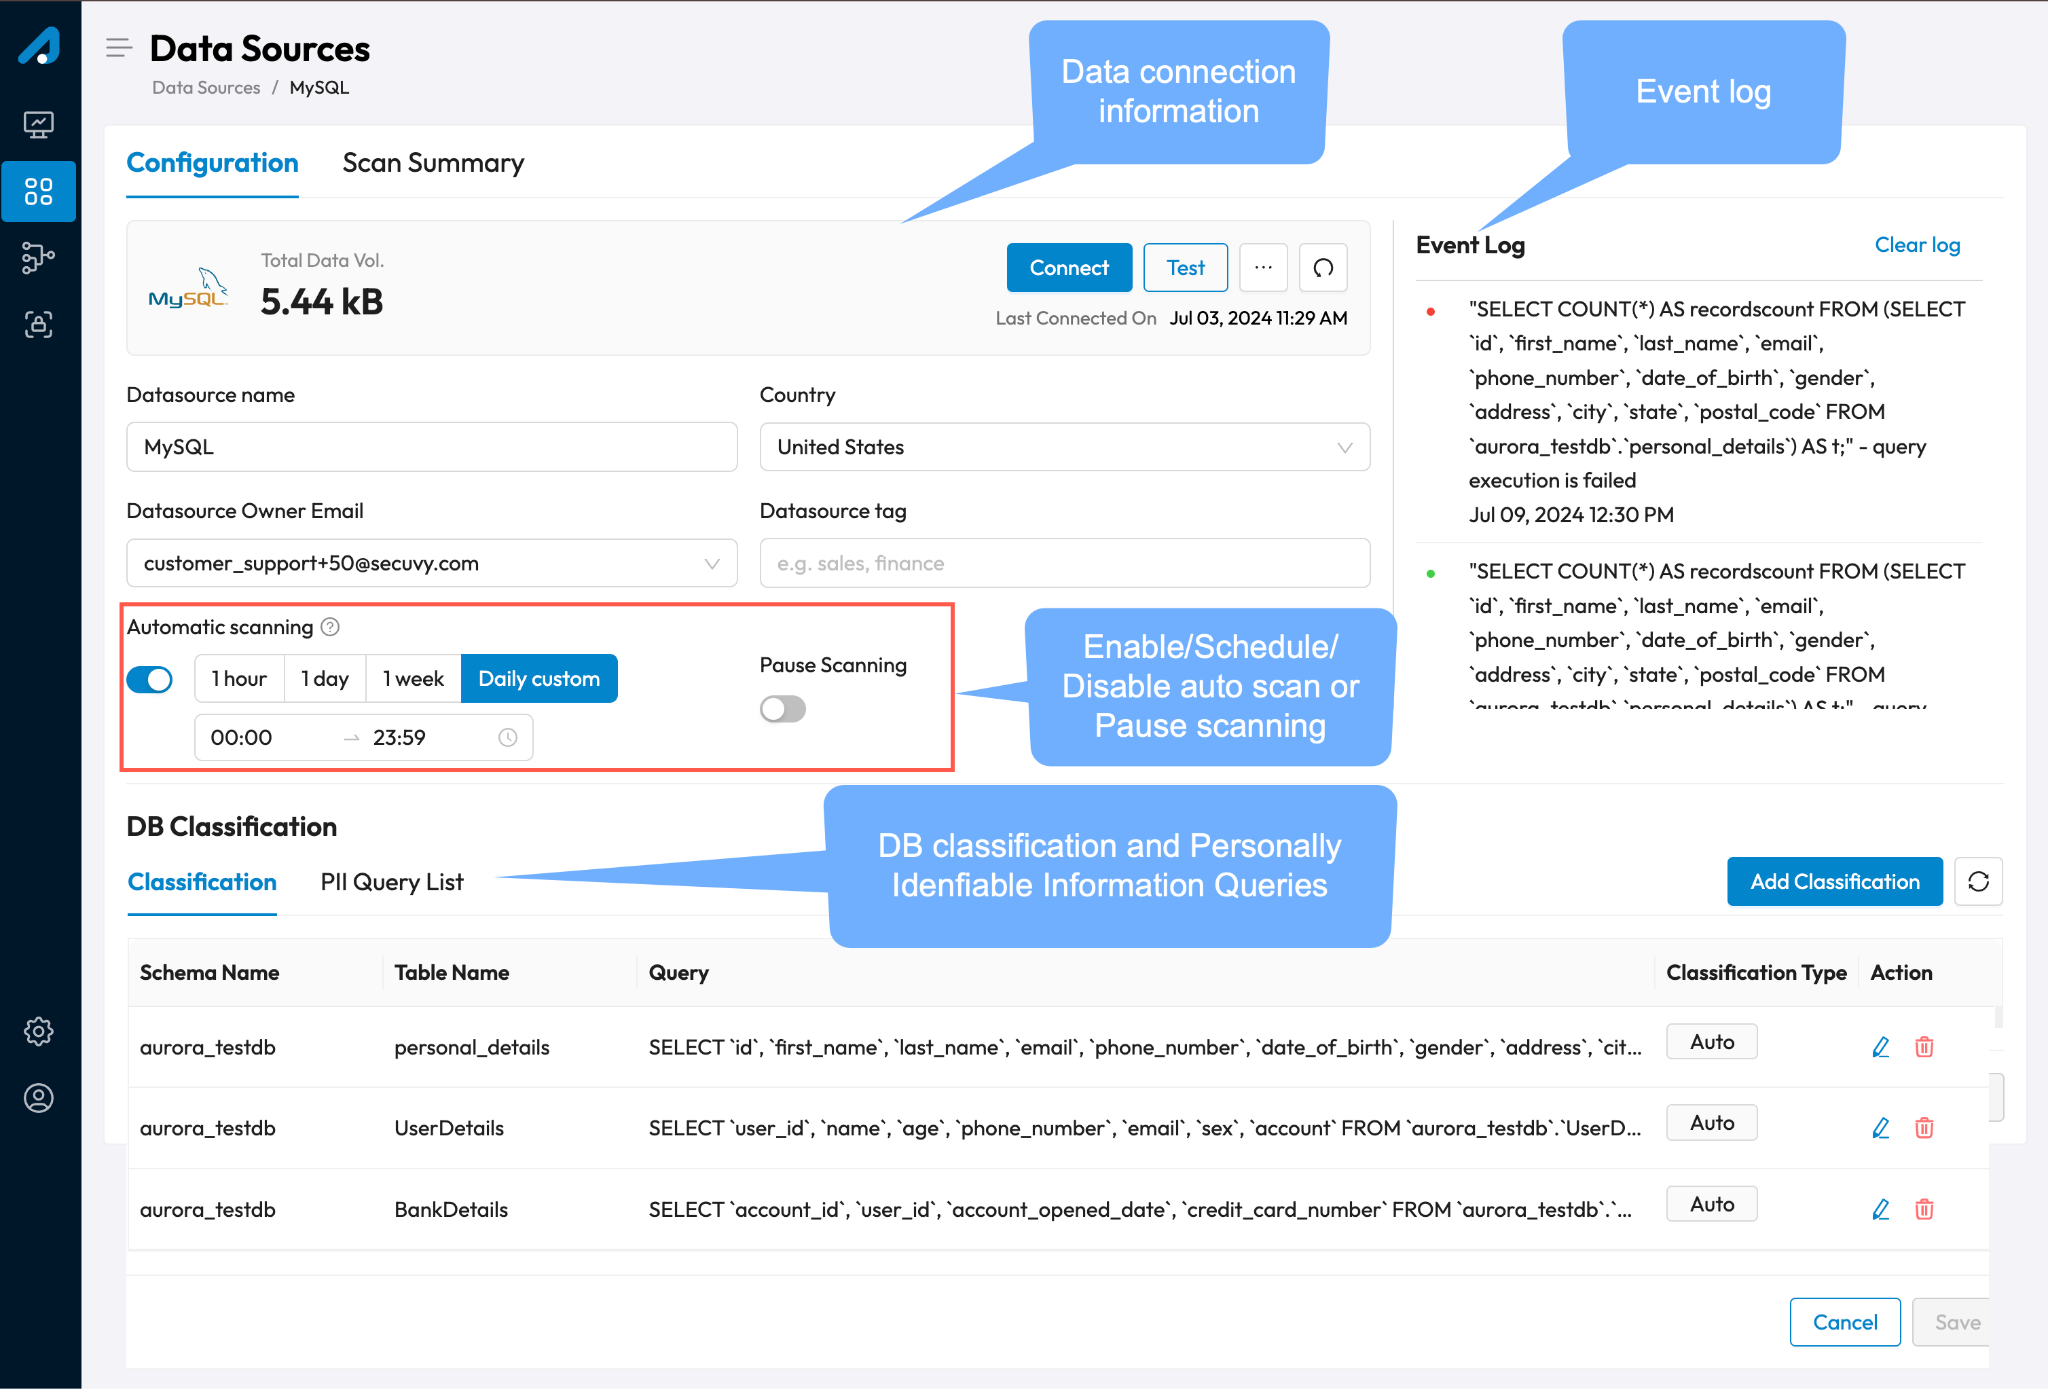 Data Sources
Data Sources / MySQL
Data connection
information
Event log
Configuration
Scan Summary
MySQL
Total Data Vol.
5.44 kB
Connect
Test
...
Last Connected On Jul 03, 2024 11:29 AM
Event Log
Clear log
"SELECT COUNT(*) AS recordscount FROM (SELECT
`id`, `first_name`, `last_name`, `email`,
`phone_number`, `date_of_birth`, `gender`,
`address`, `city`, `state`, `postal_code` FROM
`aurora_testdb`.`personal_details`) AS t;" - query
execution is failed
Jul 09, 2024 12:30 PM
"SELECT COUNT(*) AS recordscount FROM (SELECT
`id`, `first_name`, `last_name`, `email`,
`phone_number`, `date_of_birth`, `gender`,
`address`, `city`, `state`, `postal_code` FROM
`aurora_testdb`.`personal_details`) AS t;" - query
Datasource name
MySQL
Country
United States
Datasource Owner Email
customer_support+50@secuvy.com
Datasource tag
e.g. sales, finance
Automatic scanning ?
1 hour
1 day
1 week
Daily custom
00:00 → 23:59
Pause Scanning
Enable/Schedule/
Disable auto scan or
Pause scanning
DB Classification
Classification
PII Query List
DB classification and Personally
Idenfiable Information Queries
Add Classification
Schema Name Table Name Query Classification Type Action
aurora_testdb personal_details SELECT `id`, `first_name`, `last_name`, `email`, `phone_number`, `date_of_birth`, `gender`, `address`, `cit... Auto
aurora_testdb UserDetails SELECT `user_id`, `name`, `age`, `phone_number`, `email`, `sex`, `account` FROM `aurora_testdb`.`UserD... Auto
aurora_testdb BankDetails SELECT `account_id`, `user_id`, `account_opened_date`, `credit_card_number` FROM `aurora_testdb`.`... Auto
Cancel
Save